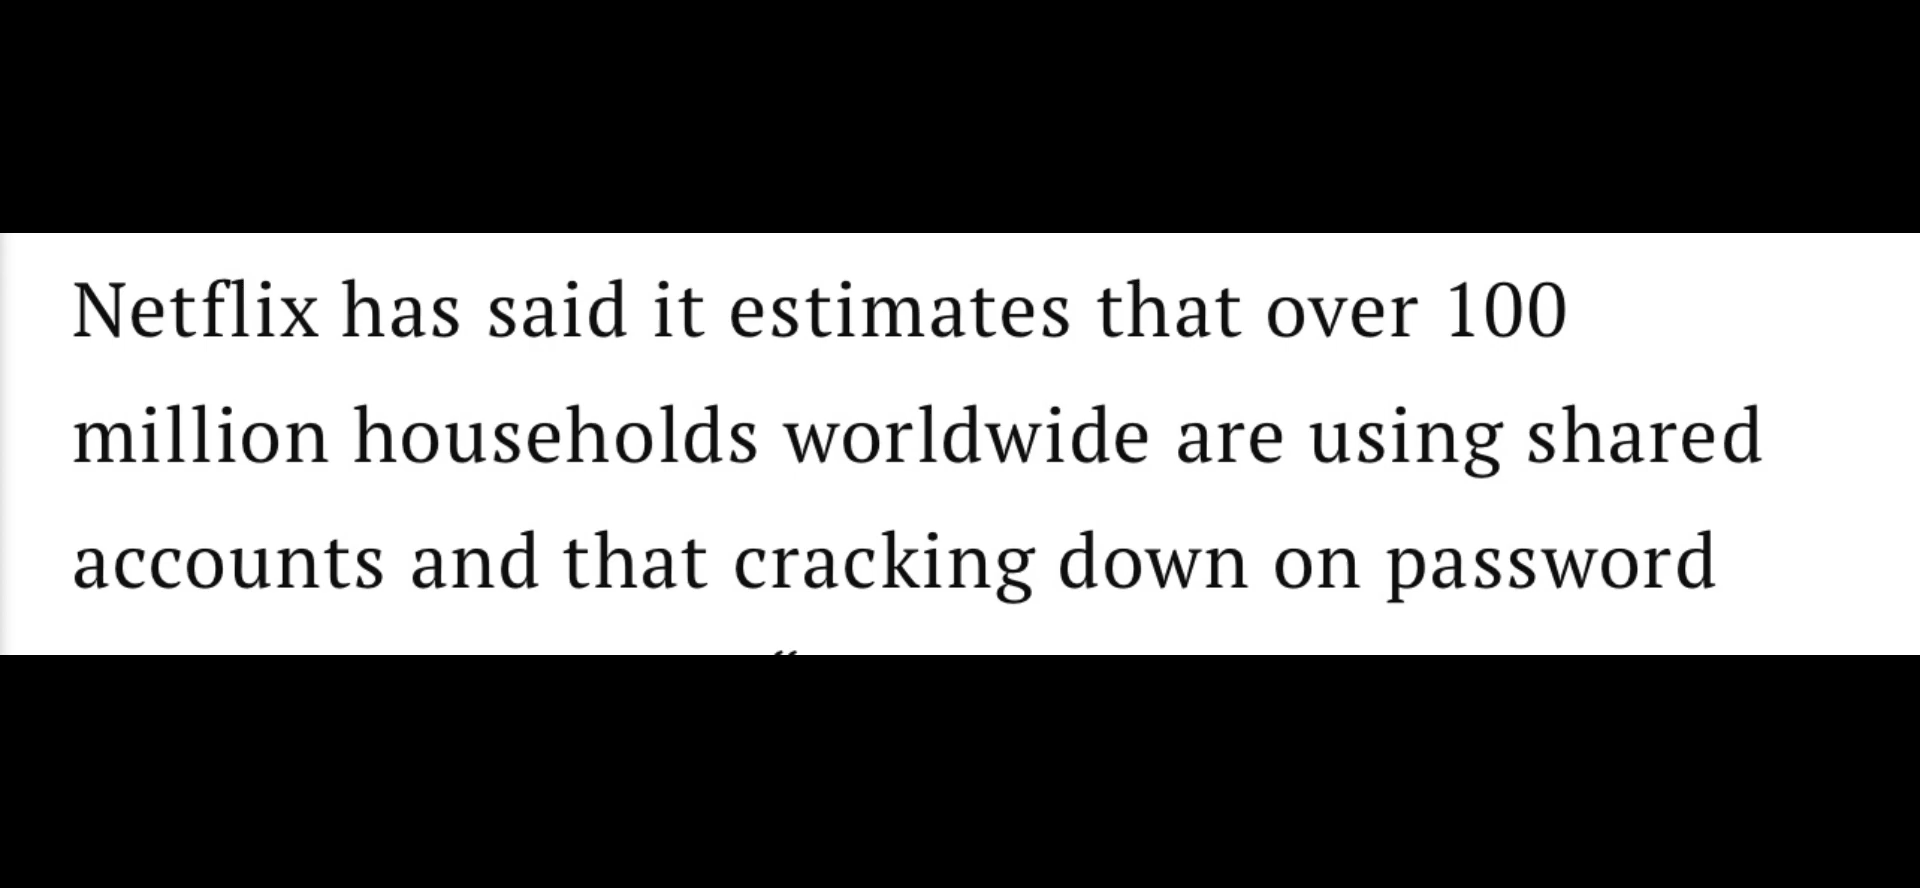 Netflix has said it estimates that over 100
million households worldwide are using shared
accounts and that cracking down on password